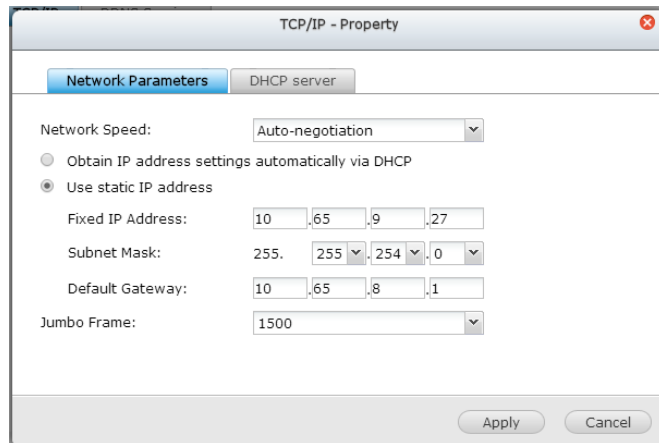 TCP/IP - Property
Network Parameters DHCP server
Network Speed: Auto-negotiation
Obtain IP address settings automatically via DHCP
Use static IP address
Fixed IP Address: 10 .65 .9 .27
Subnet Mask: 255. 255 . 254 . 0
Default Gateway: 10 .65 .8 .1
Jumbo Frame: 1500
Apply Cancel